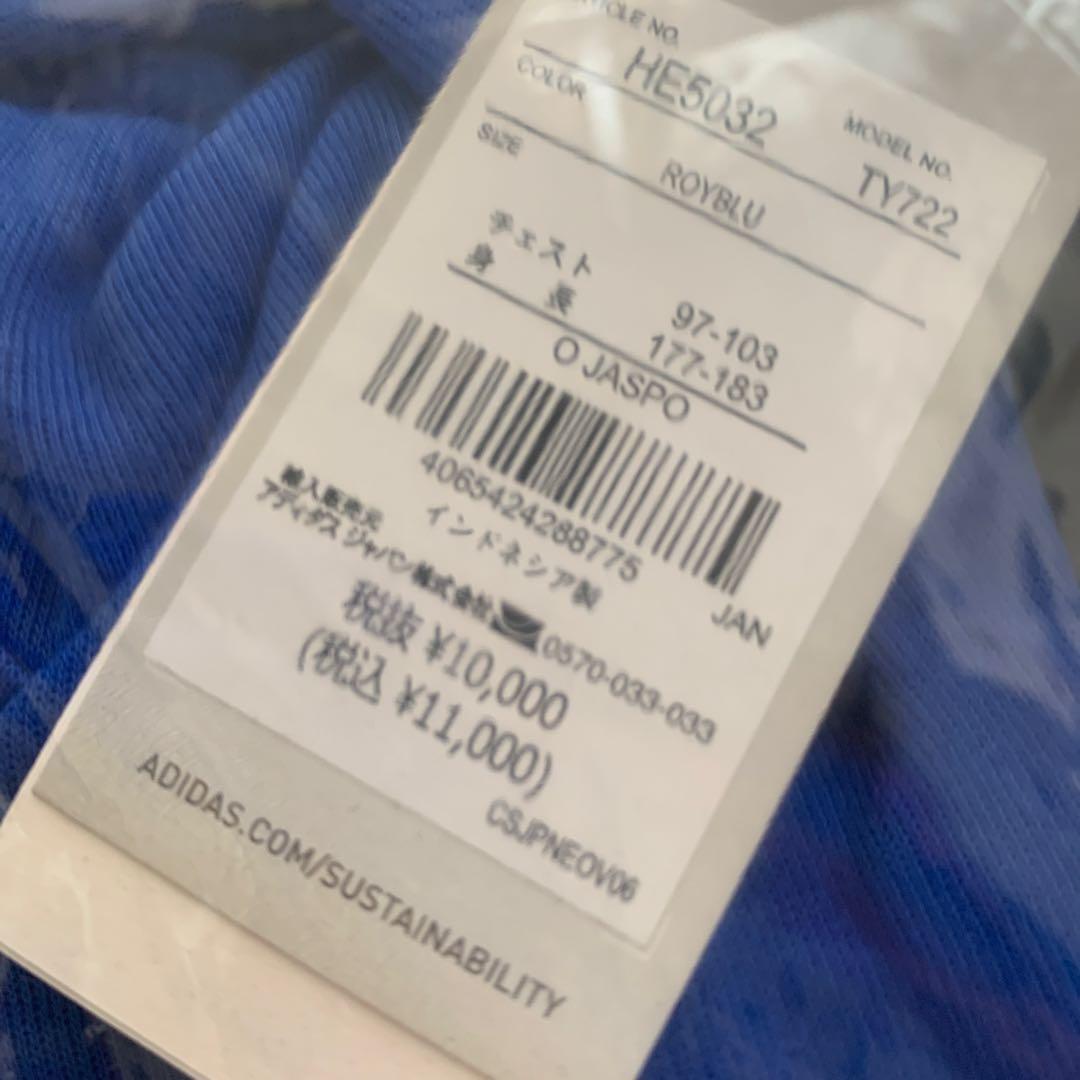 ARTICLE NO.
MODEL NO.
HE5032
TY722
COLOR
ROYBLU
SIZE
チェスト 97-103
身長 177-183
O JASPO
4065424288775
JAN
インドネシア製
輸入販売元
アディダス ジャパン株式会社 0570-033-033
税抜 ¥10,000
(税込 ¥11,000)
CSJPNEOV06
ADIDAS.COM/SUSTAINABILITY